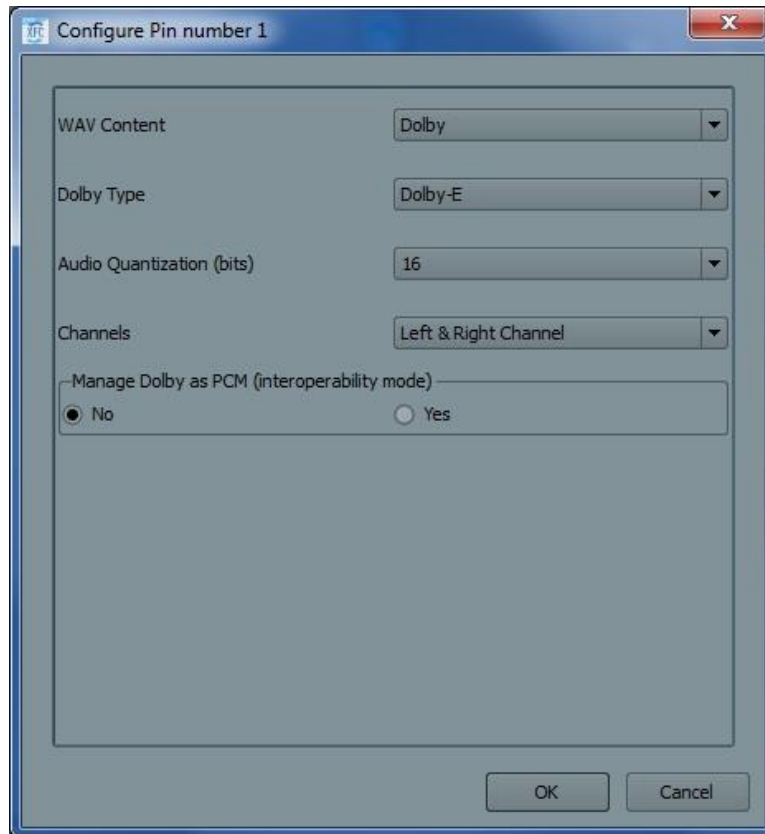 XFC
Configure Pin number 1
WAV Content
Dolby
Dolby Type
Dolby-E
Audio Quantization (bits)
16
Channels
Left & Right Channel
Manage Dolby as PCM (interoperability mode)
No
Yes
OK
Cancel